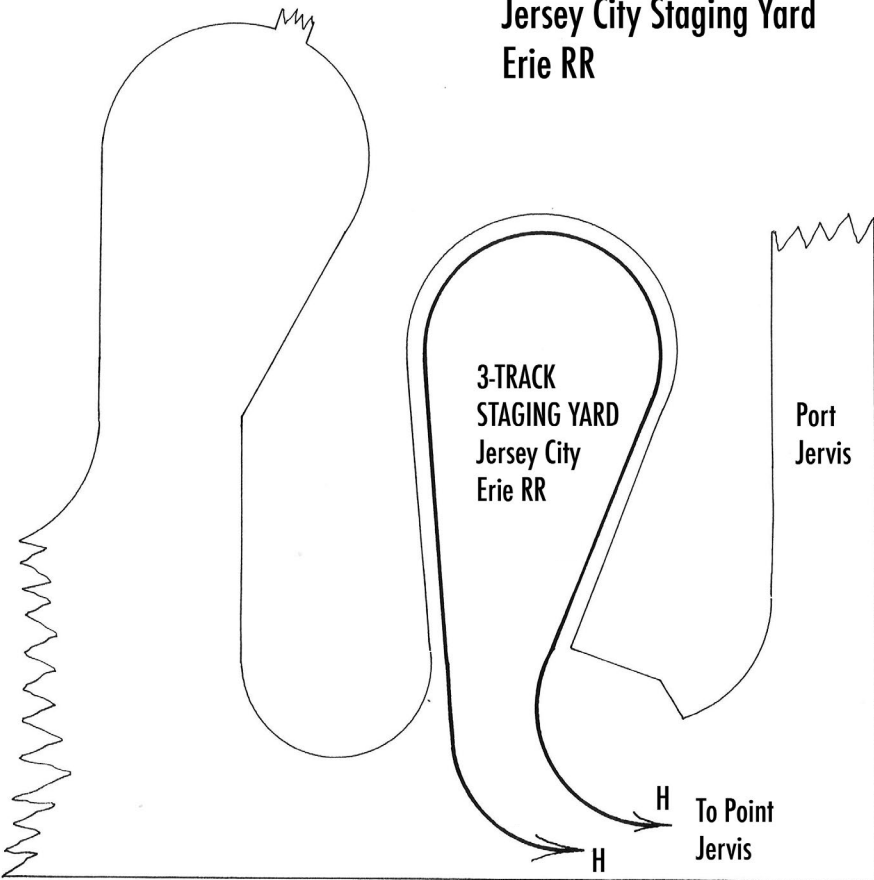 Jersey City Staging Yard
Erie RR
3-TRACK
STAGING YARD
Jersey City
Erie RR
Port
Jervis
H
To Point
Jervis
H